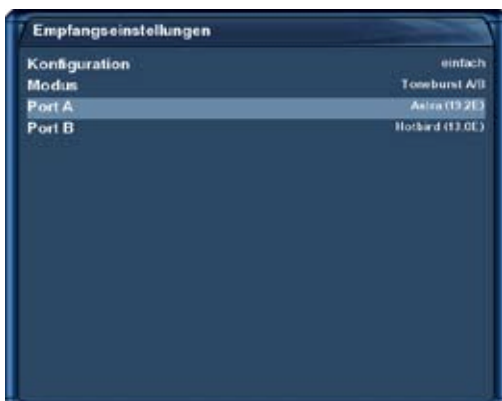 Empfangseinstellungen
Konfiguration einfach
Modus Toneburst A/B
Port A Astra (19.2E)
Port B Hotbird (13.0E)